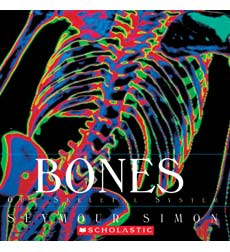 BONES
OUR SKELETAL SYSTEM
SEYMOUR SIMON
SCHOLASTIC